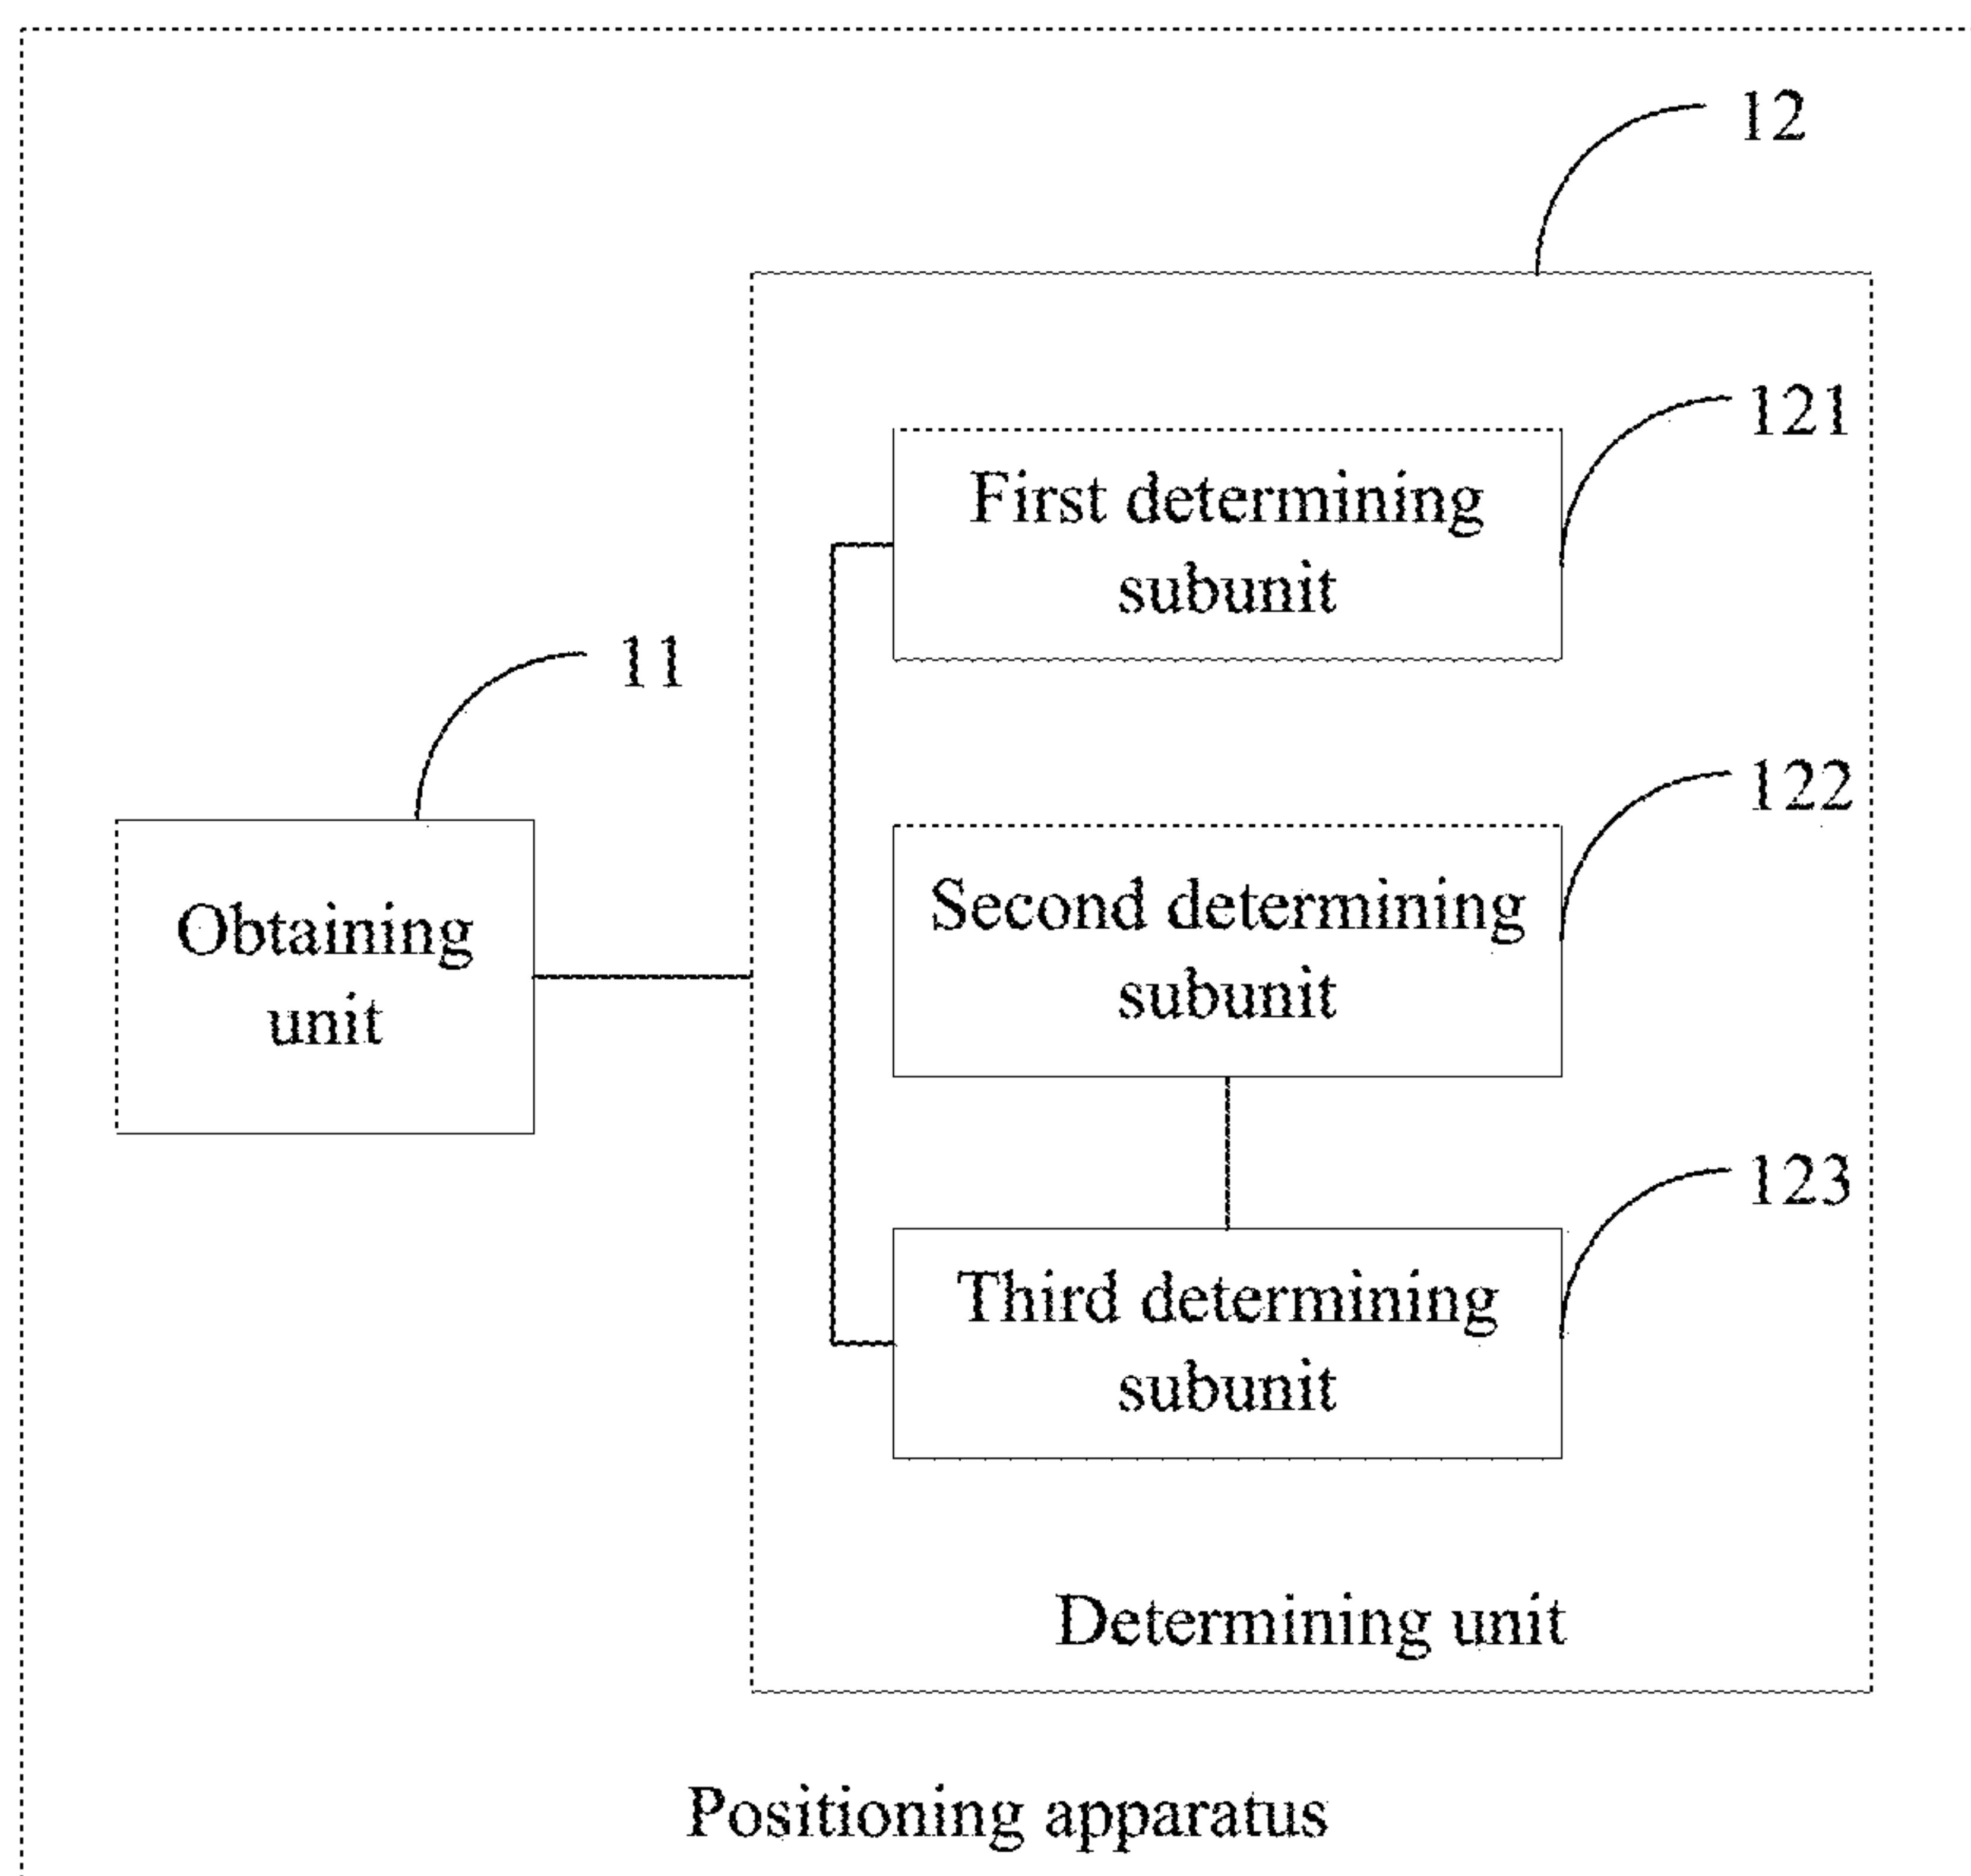 12
121
First determining
subunit
11
122
Second determining
subunit
Obtaining
unit
123
Third determining
subunit
Determining unit
Positioning apparatus